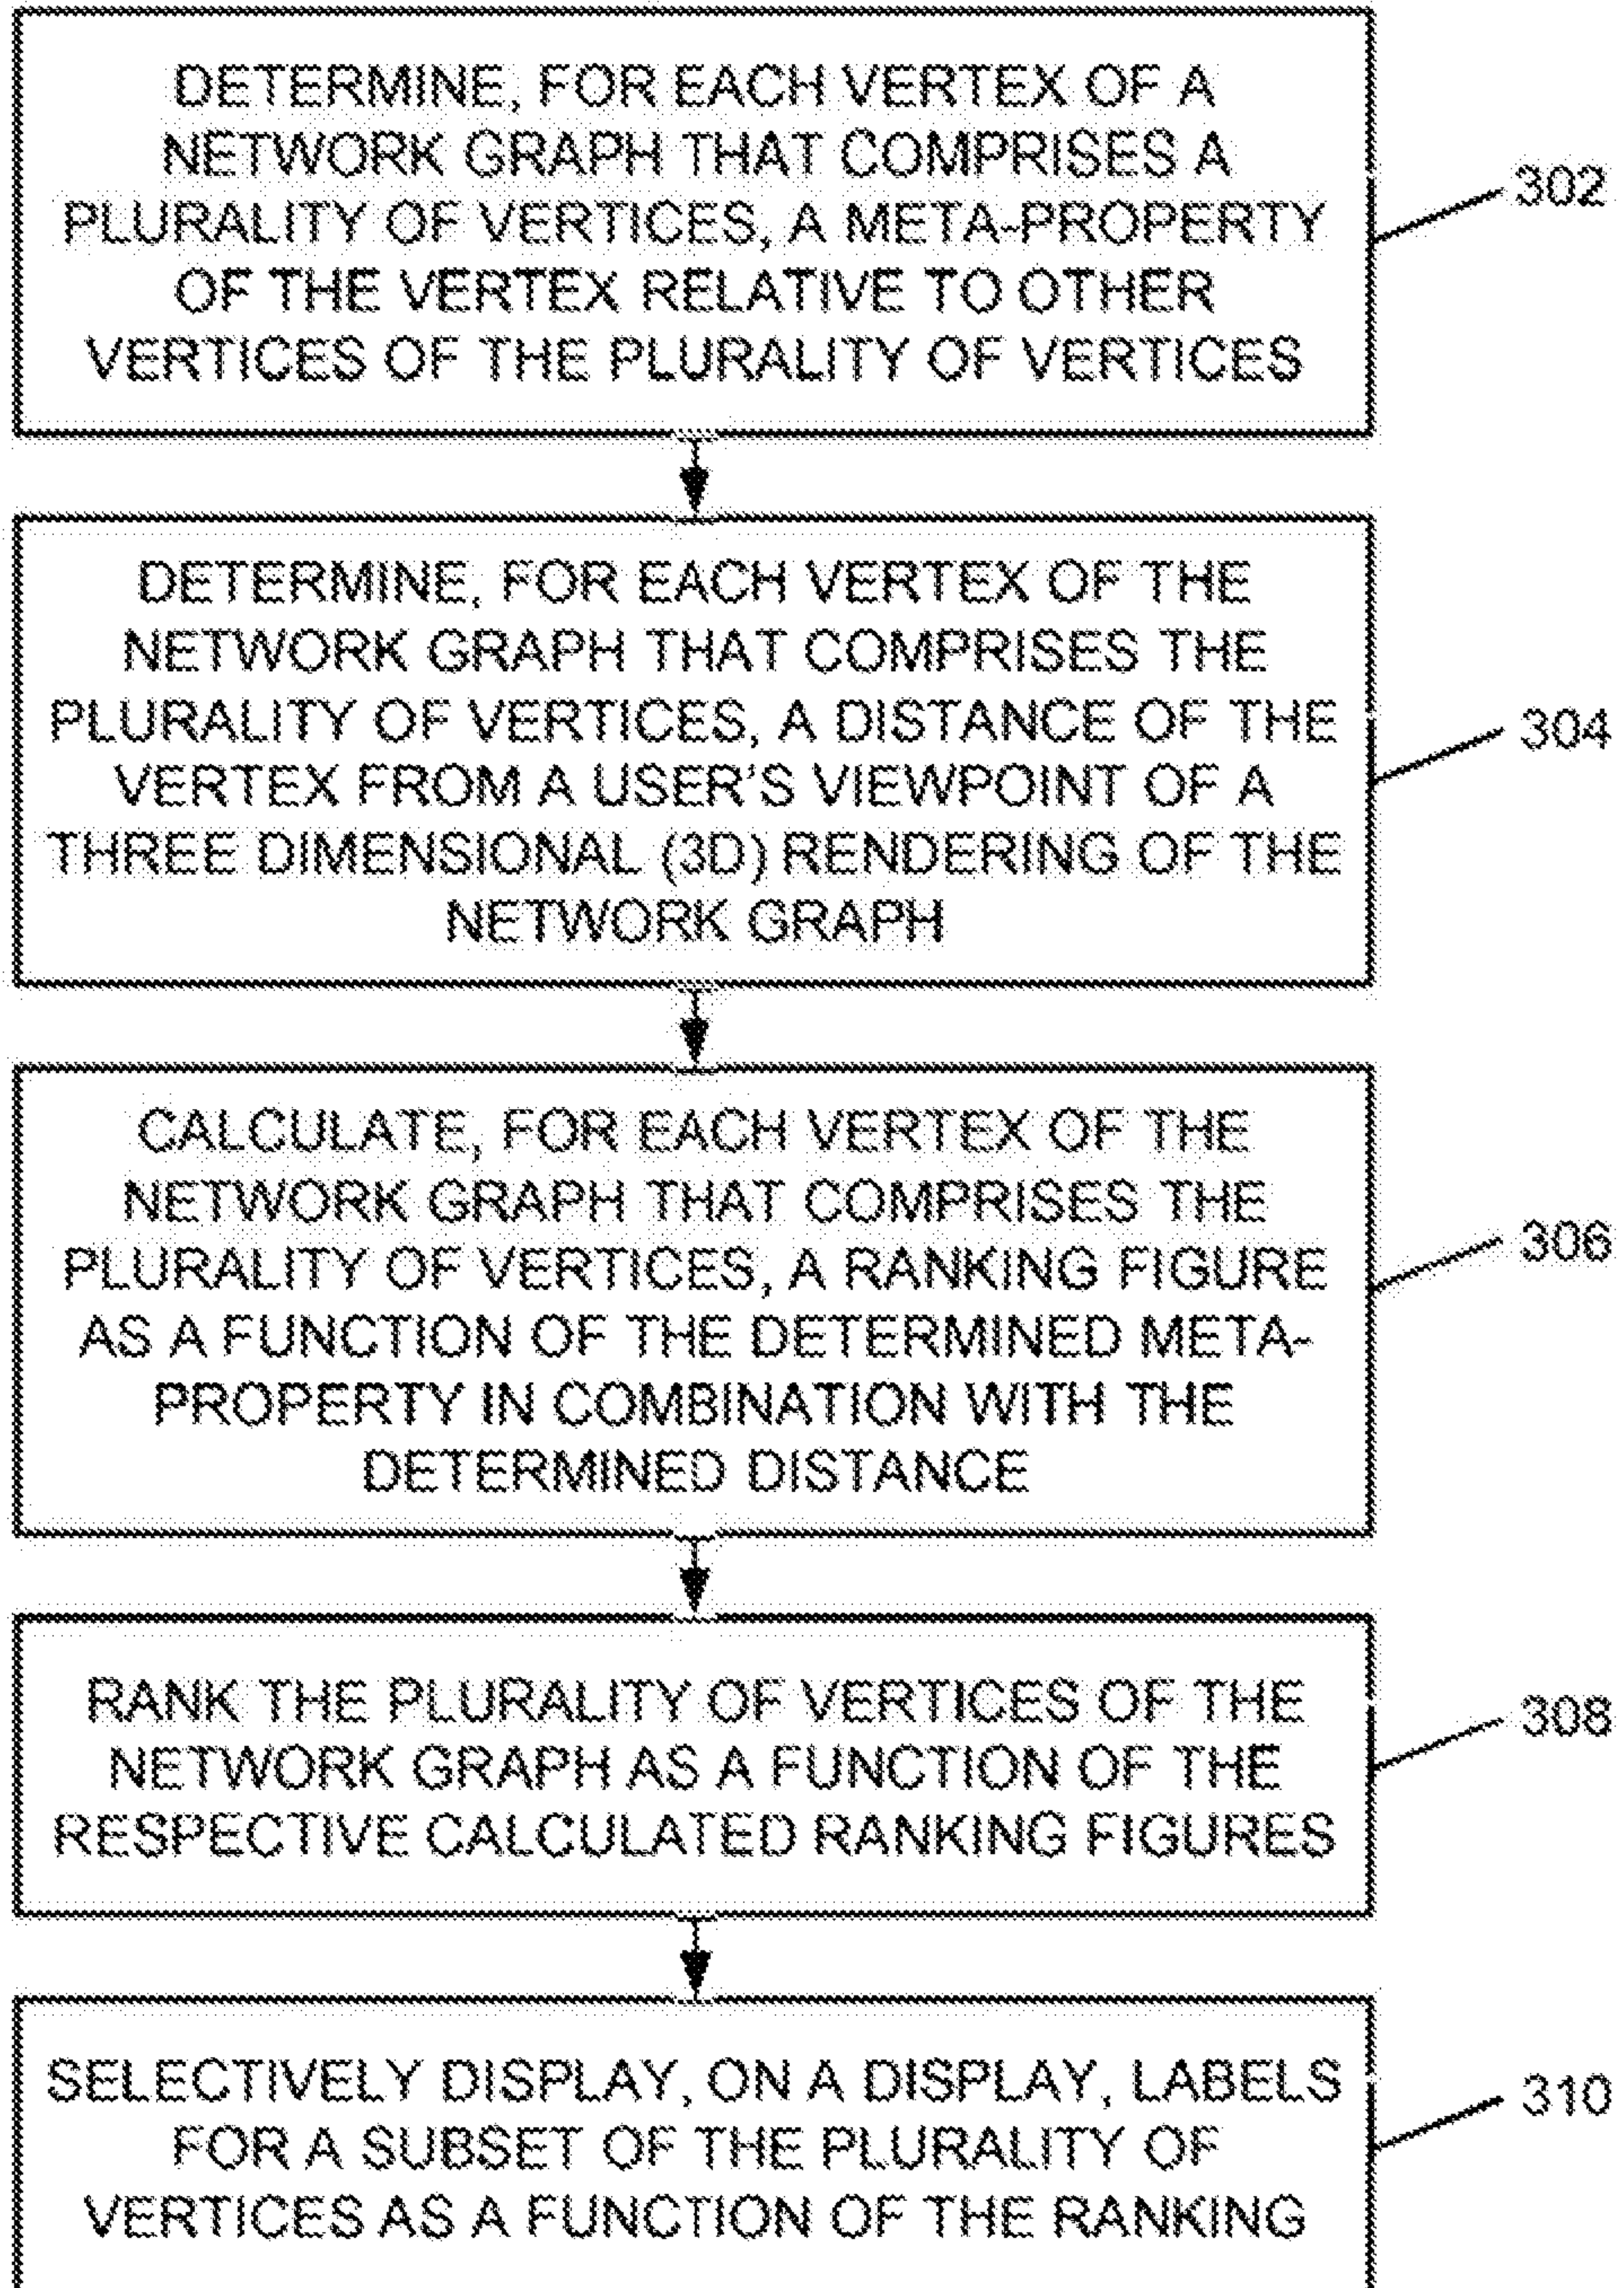 DETERMINE, FOR EACH VERTEX OF A
NETWORK GRAPH THAT COMPRISES A
PLURALITY OF VERTICES, A META-PROPERTY
OF THE VERTEX RELATIVE TO OTHER
VERTICES OF THE PLURALITY OF VERTICES
302
DETERMINE, FOR EACH VERTEX OF THE
NETWORK GRAPH THAT COMPRISES THE
PLURALITY OF VERTICES, A DISTANCE OF THE
VERTEX FROM A USER'S VIEWPOINT OF A
THREE DIMENSIONAL (3D) RENDERING OF THE
NETWORK GRAPH
304
CALCULATE, FOR EACH VERTEX OF THE
NETWORK GRAPH THAT COMPRISES THE
PLURALITY OF VERTICES, A RANKING FIGURE
AS A FUNCTION OF THE DETERMINED META-
PROPERTY IN COMBINATION WITH THE
DETERMINED DISTANCE
306
RANK THE PLURALITY OF VERTICES OF THE
NETWORK GRAPH AS A FUNCTION OF THE
RESPECTIVE CALCULATED RANKING FIGURES
308
SELECTIVELY DISPLAY, ON A DISPLAY, LABELS
FOR A SUBSET OF THE PLURALITY OF
VERTICES AS A FUNCTION OF THE RANKING
310